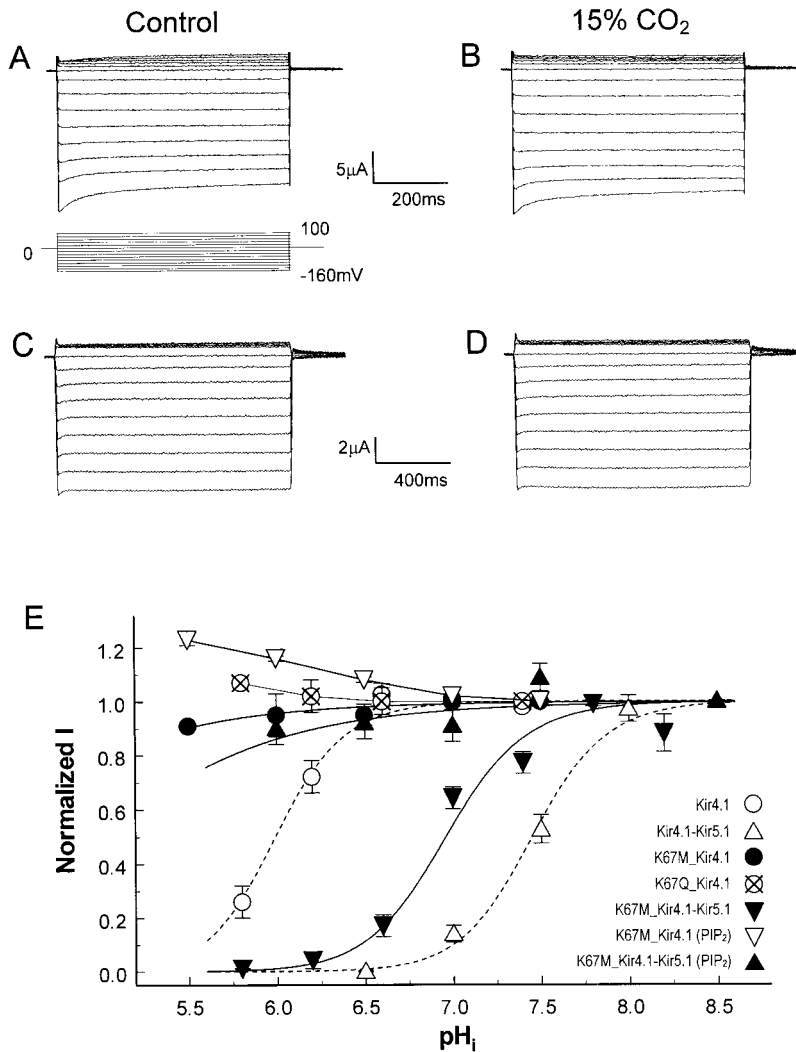 Control
15% CO₂
A
B
5μA
200ms
100
0
-160mV
C
D
2μA
400ms
E
Normalized I
1.2
1.0
0.8
0.6
0.4
0.2
0.0
5.5 6.0 6.5 7.0 7.5 8.0 8.5
pHᵢ
Kir4.1
Kir4.1-Kir5.1
K67M_Kir4.1
K67Q_Kir4.1
K67M_Kir4.1-Kir5.1
K67M_Kir4.1 (PIP₂)
K67M_Kir4.1-Kir5.1 (PIP₂)